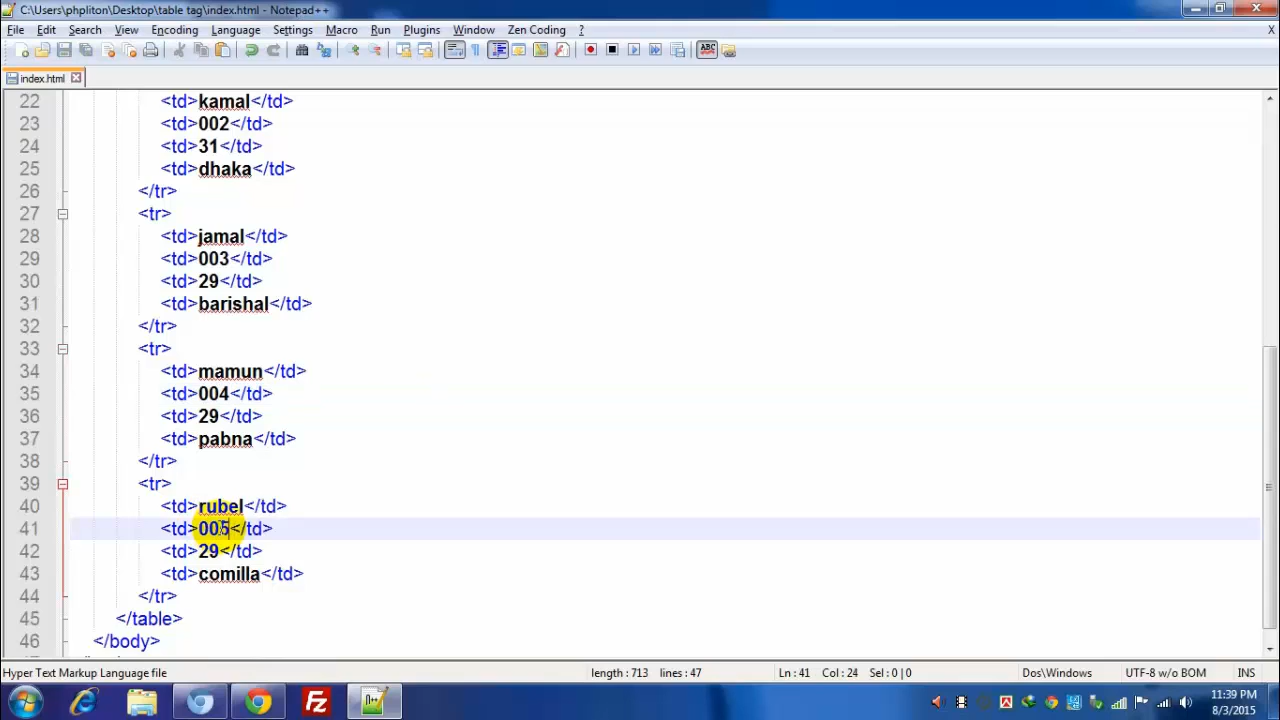 C:\Users\phpliton\Desktop\table tag\index.html - Notepad++
File Edit Search View Encoding Language Settings Macro Run Plugins Window Zen Coding ? X
index.html
22 <td>kamal</td>
23 <td>002</td>
24 <td>31</td>
25 <td>dhaka</td>
26 </tr>
27 <tr>
28 <td>jamal</td>
29 <td>003</td>
30 <td>29</td>
31 <td>barishal</td>
32 </tr>
33 <tr>
34 <td>mamun</td>
35 <td>004</td>
36 <td>29</td>
37 <td>pabna</td>
38 </tr>
39 <tr>
40 <td>rubel</td>
41 <td>005</td>
42 <td>29</td>
43 <td>comilla</td>
44 </tr>
45 </table>
46 </body>
Hyper Text Markup Language file length : 713 lines : 47 Ln : 41 Col : 24 Sel : 0 | 0 Dos\Windows UTF-8 w/o BOM INS
11:39 PM
8/3/2015